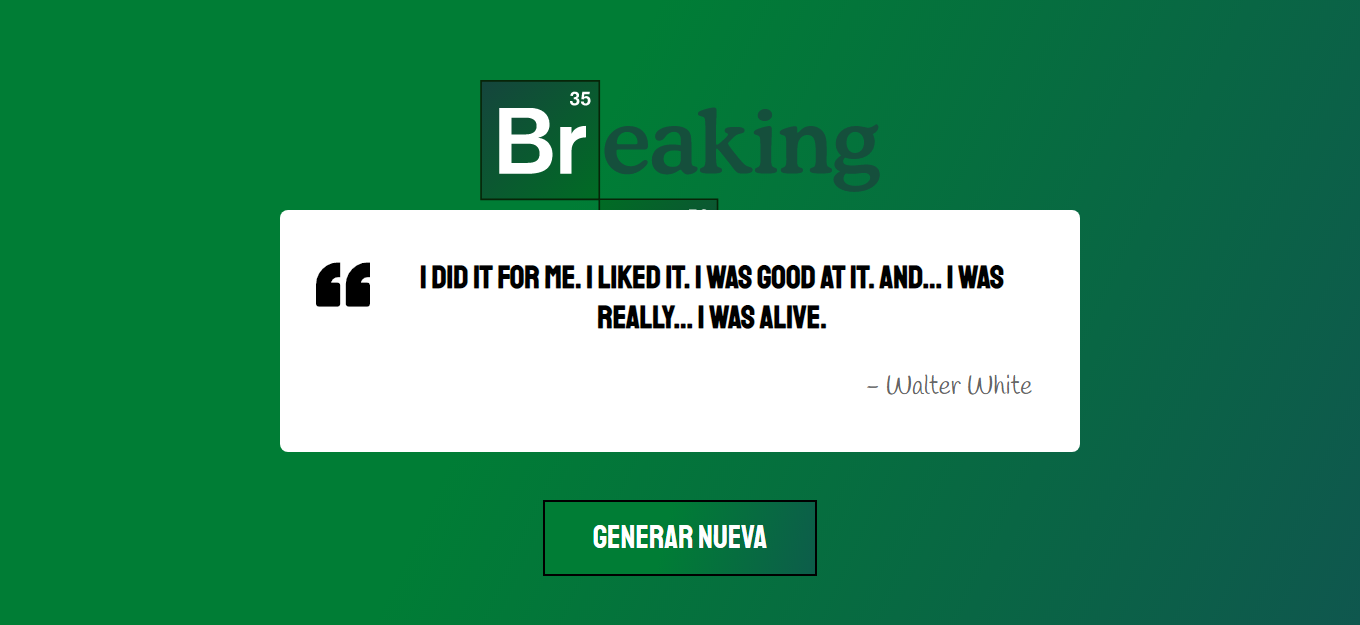 35
Breaking
I DID IT FOR ME. I LIKED IT. I WAS GOOD AT IT. AND... I WAS
REALLY... I WAS ALIVE.
- Walter White
GENERAR NUEVA